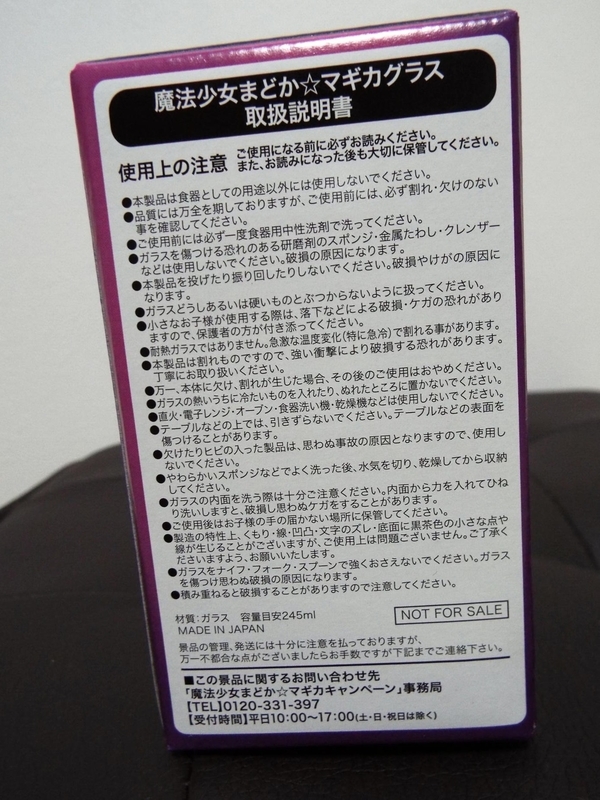 魔法少女まどか☆マギカグラス
取扱説明書
使用上の注意
ご使用になる前に必ずお読みください。
また、お読みになった後も大切に保管してください。
●本製品は食器としての用途以外には使用しないでください。
●品質には万全を期しておりますが、ご使用前には、必ず割れ・欠けのない
事を確認してください。
●ご使用前には必ず一度食器用中性洗剤で洗ってください。
●ガラスを傷つける恐れのある研磨剤のスポンジ・金属たわし・クレンザー
などは使用しないでください。破損の原因になります。
●本製品を投げたり振り回したりしないでください。破損やけがの原因に
なります。
●ガラスどうしあるいは硬いものとぶつからないように扱ってください。
●小さなお子様が使用する際は、落下などによる破損・ケガの恐れがあり
ますので、保護者の方が付き添ってください。
●耐熱ガラスではありません。急激な温度変化(特に急冷)で割れる事があります。
●本製品は割れものですので、強い衝撃により破損する恐れがあります。
丁寧にお取り扱いください。
●万一、本体に欠け、割れが生じた場合、その後のご使用はおやめください。
●ガラスの熱いうちに冷たいものを入れたり、ぬれたところに置かないでください。
●直火・電子レンジ・オーブン・食器洗い機・乾燥機などは使用しないでください。
●テーブルなどの上では、引きずらないでください。テーブルなどの表面を
傷つけることがあります。
●欠けたりヒビの入った製品は、思わぬ事故の原因となりますので、使用し
ないでください。
●やわらかいスポンジなどでよく洗った後、水気を切り、乾燥してから収納
してください。
●ガラスの内面を洗う際は十分ご注意ください。内面から力を入れてひね
り洗いしますと、破損し思わぬケガをすることがあります。
●ご使用後はお子様の手の届かない場所に保管してください。
●製造の特性上、くもり・線・凹凸・文字のズレ・底面に黒茶色の小さな点や
線が生じることがございますが、ご使用上は問題ございません。ご了承く
ださいますよう、お願いいたします。
●ガラスをナイフ・フォーク・スプーンで強くおさえないでください。ガラス
を傷つけ思わぬ破損の原因になります。
●積み重ねると破損することがありますので注意してください。
材質:ガラス 容量目安245ml
MADE IN JAPAN
NOT FOR SALE
景品の管理、発送には十分に注意を払っておりますが、
万一不都合な点がございましたらお手数ですが下記までご連絡下さい。
■この景品に関するお問い合わせ先
「魔法少女まどか☆マギカキャンペーン」事務局
【TEL】0120-331-397
【受付時間】平日10:00~17:00(土・日・祝日は除く)